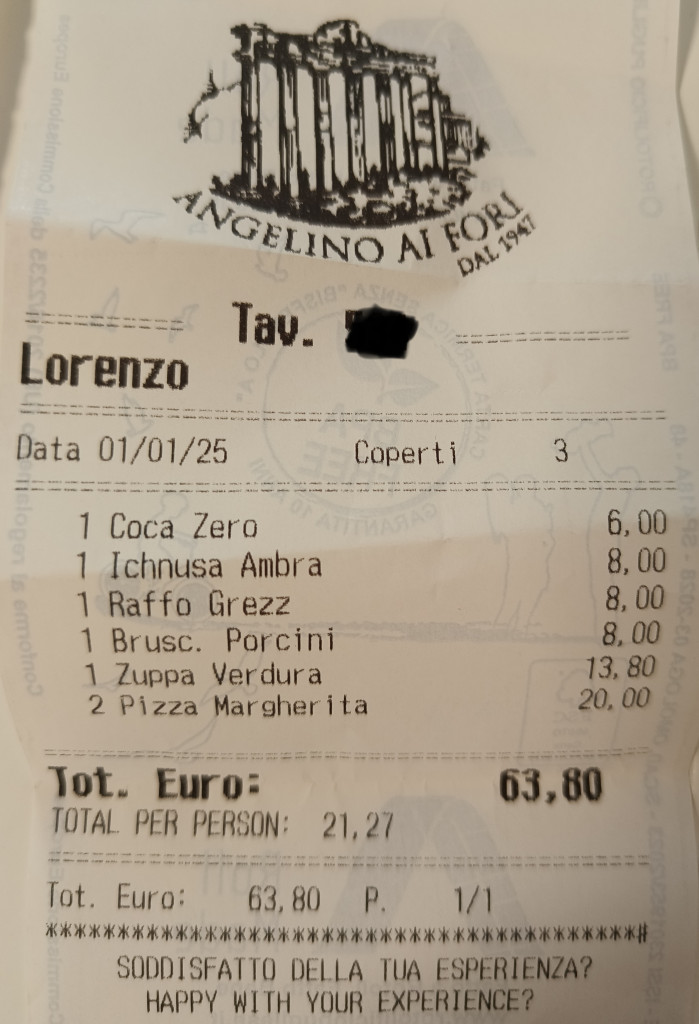 ANGELINO AI FORI
DAL 1947
Tav.
Lorenzo
Data 01/01/25 Coperti 3
1 Coca Zero 6,00
1 Ichnusa Ambra 8,00
1 Raffo Grezz 8,00
1 Brusc. Porcini 8,00
1 Zuppa Verdura 13,80
2 Pizza Margherita 20,00
Tot. Euro: 63,80
TOTAL PER PERSON: 21,27
Tot. Euro: 63,80 P. 1/1
******************************************#
SODDISFATTO DELLA TUA ESPERIENZA?
HAPPY WITH YOUR EXPERIENCE?